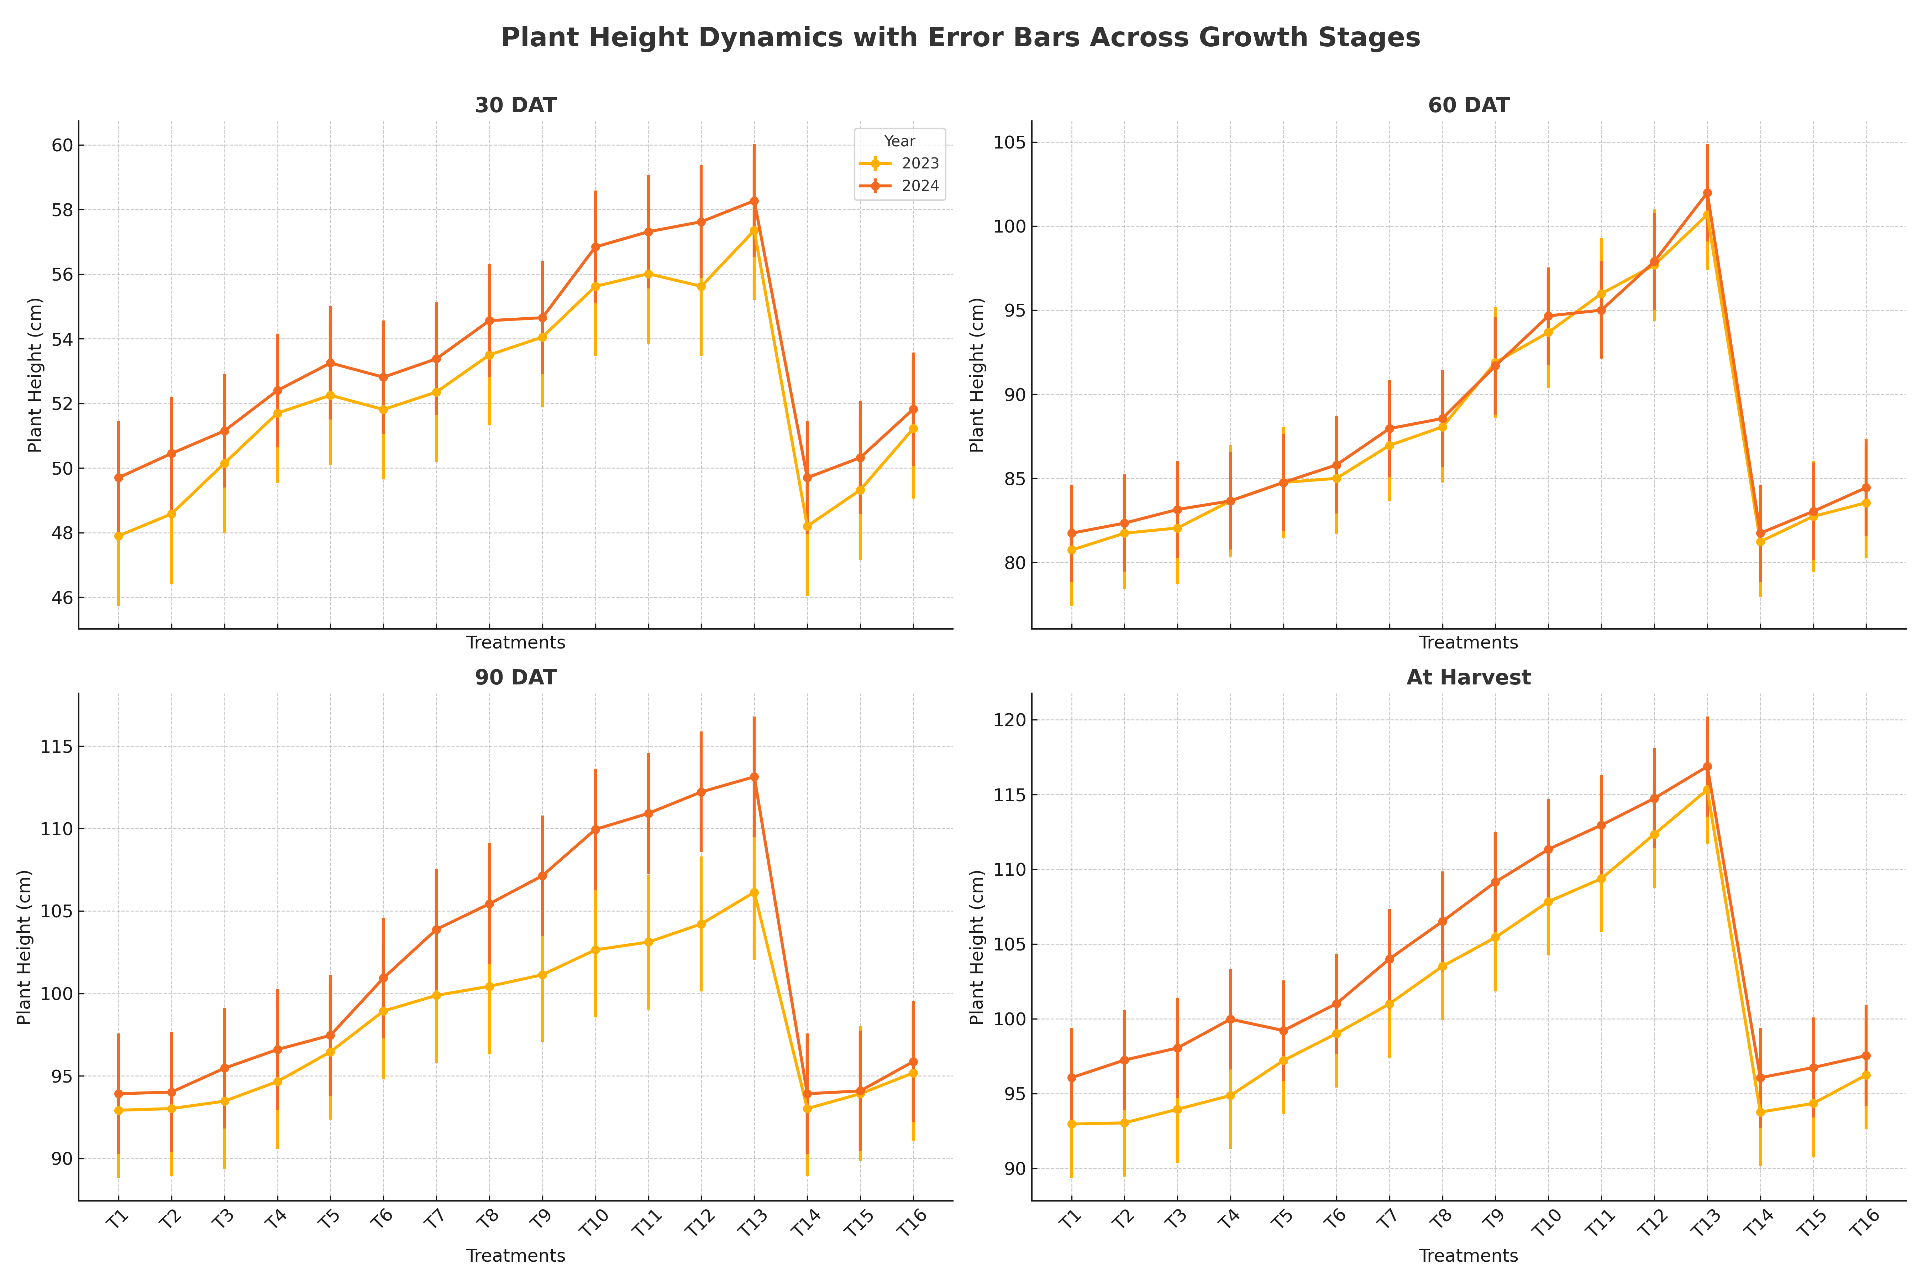 Plant Height Dynamics with Error Bars Across Growth Stages
30 DAT
Plant Height (cm)
60
58
56
54
52
50
48
46
Year
2023
2024
Treatments
60 DAT
Plant Height (cm)
105
100
95
90
85
80
Treatments
90 DAT
Plant Height (cm)
115
110
105
100
95
90
T1 T2 T3 T4 T5 T6 T7 T8 T9 T10 T11 T12 T13 T14 T15 T16
Treatments
At Harvest
Plant Height (cm)
120
115
110
105
100
95
90
T1 T2 T3 T4 T5 T6 T7 T8 T9 T10 T11 T12 T13 T14 T15 T16
Treatments